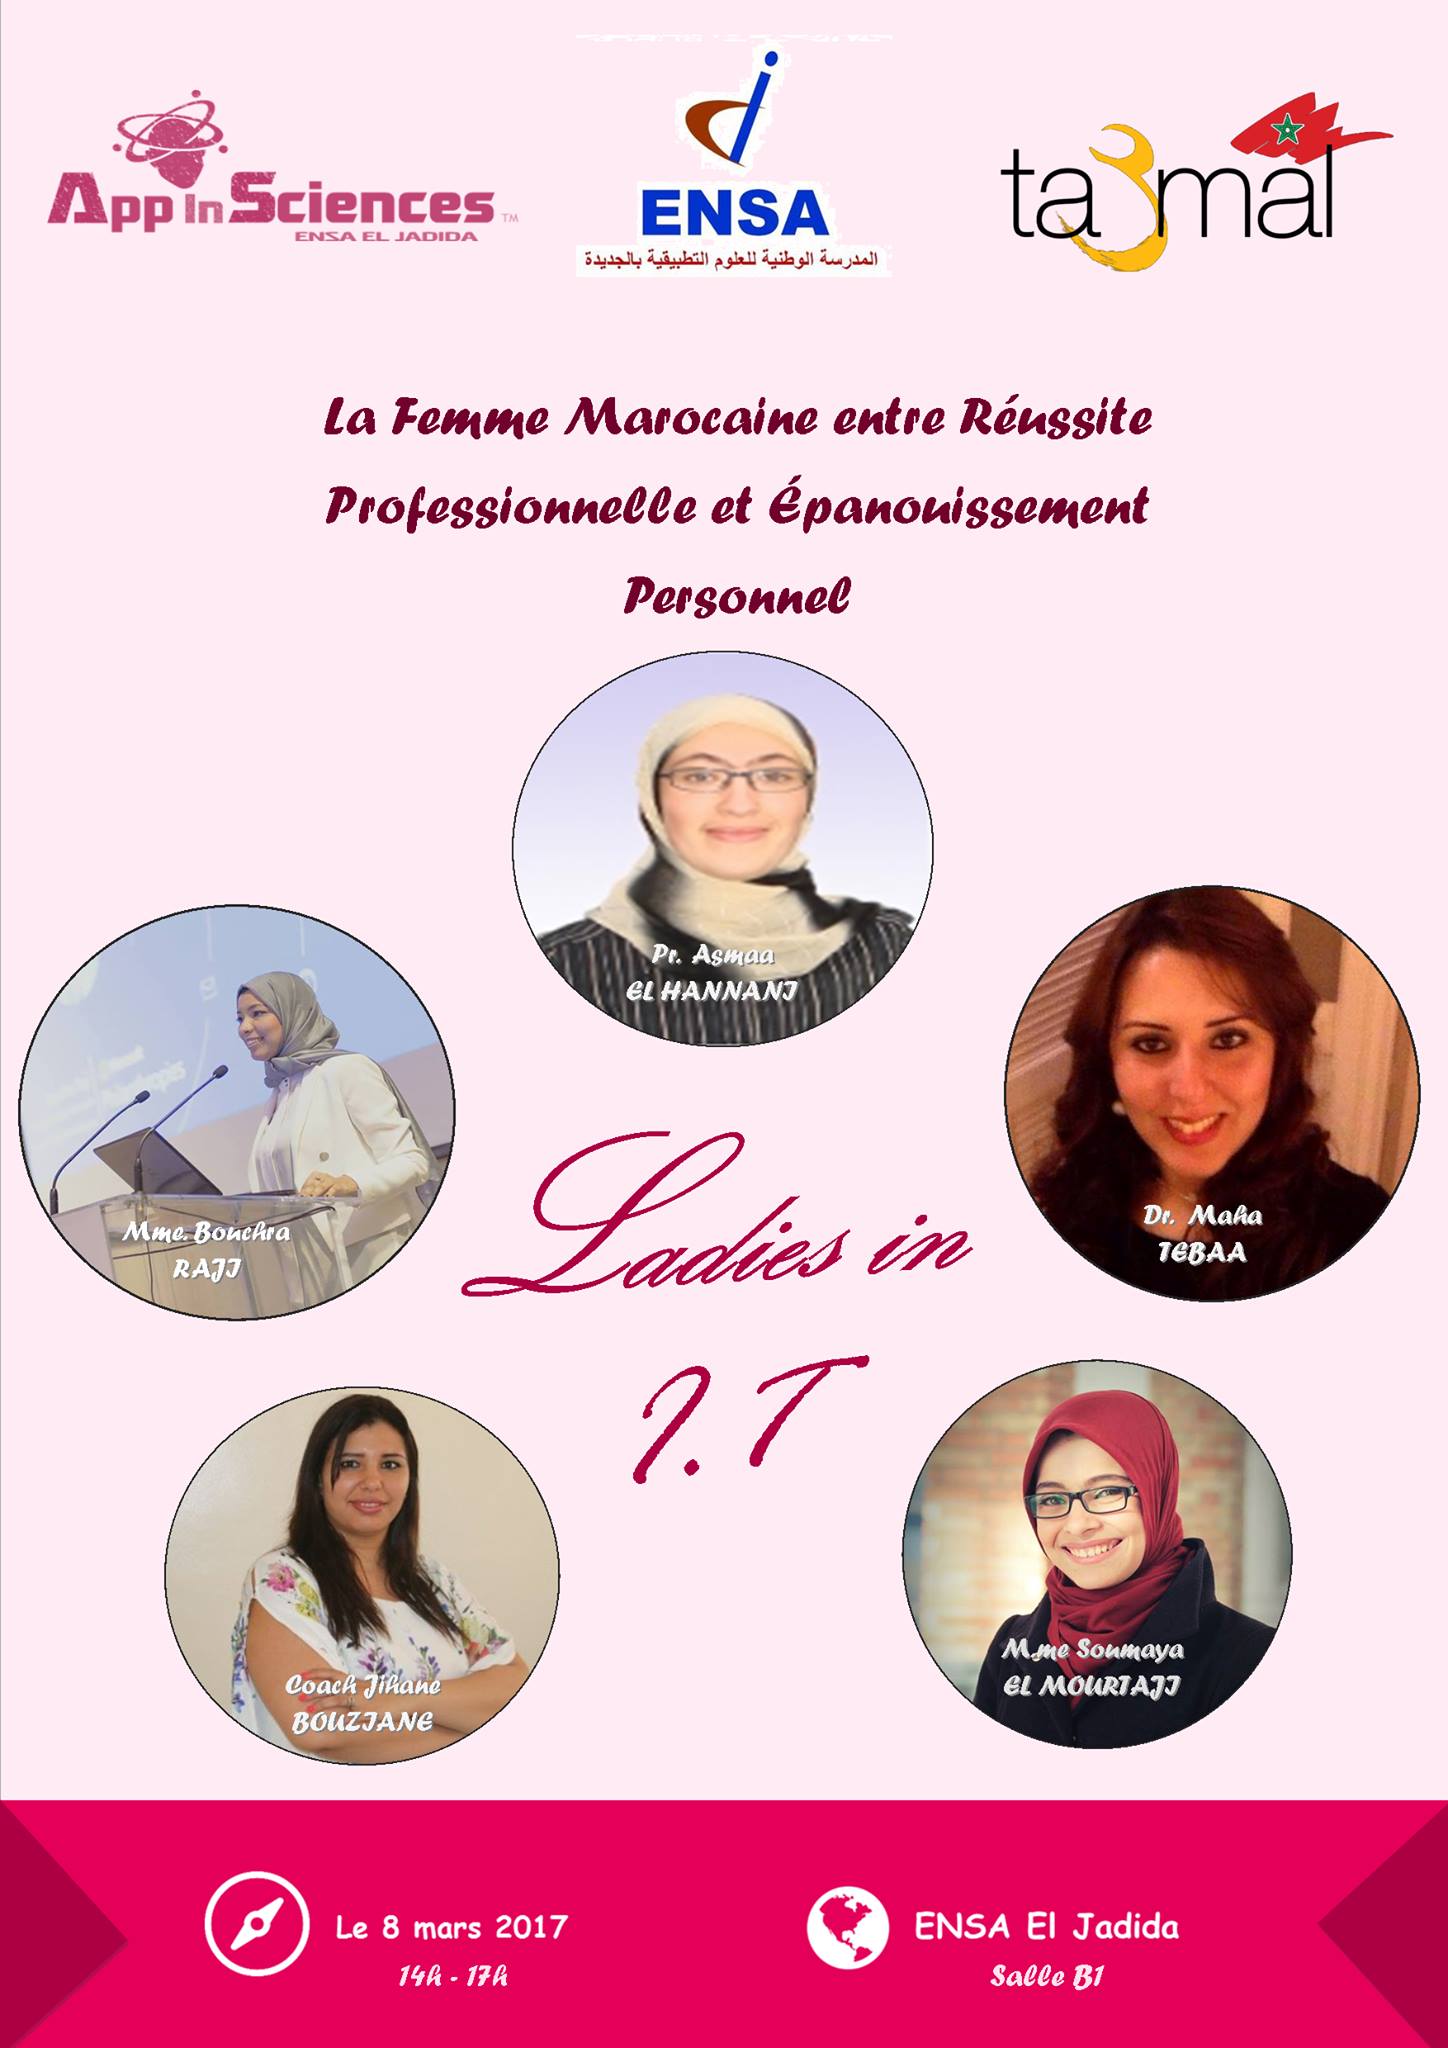 App In Sciences TM
ENSA EL JADIDA
ENSA
المدرسة الوطنية للعلوم التطبيقية بالجديدة
ta3mal
La Femme Marocaine entre Réussite
Professionnelle et Épanouissement
Personnel
Pr. Asmaa
EL HANNANI
Mme. Bouchra
RAJI
Dr. Maha
TEBAA
Ladies in
I.T
Coach Jihane
BOUZIANE
M.me Soumaya
EL MOURTAJI
Le 8 mars 2017
14h - 17h
ENSA El Jadida
Salle B1